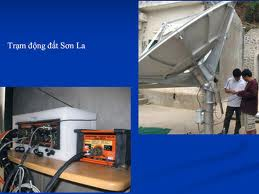 Trạm động đất Sơn La